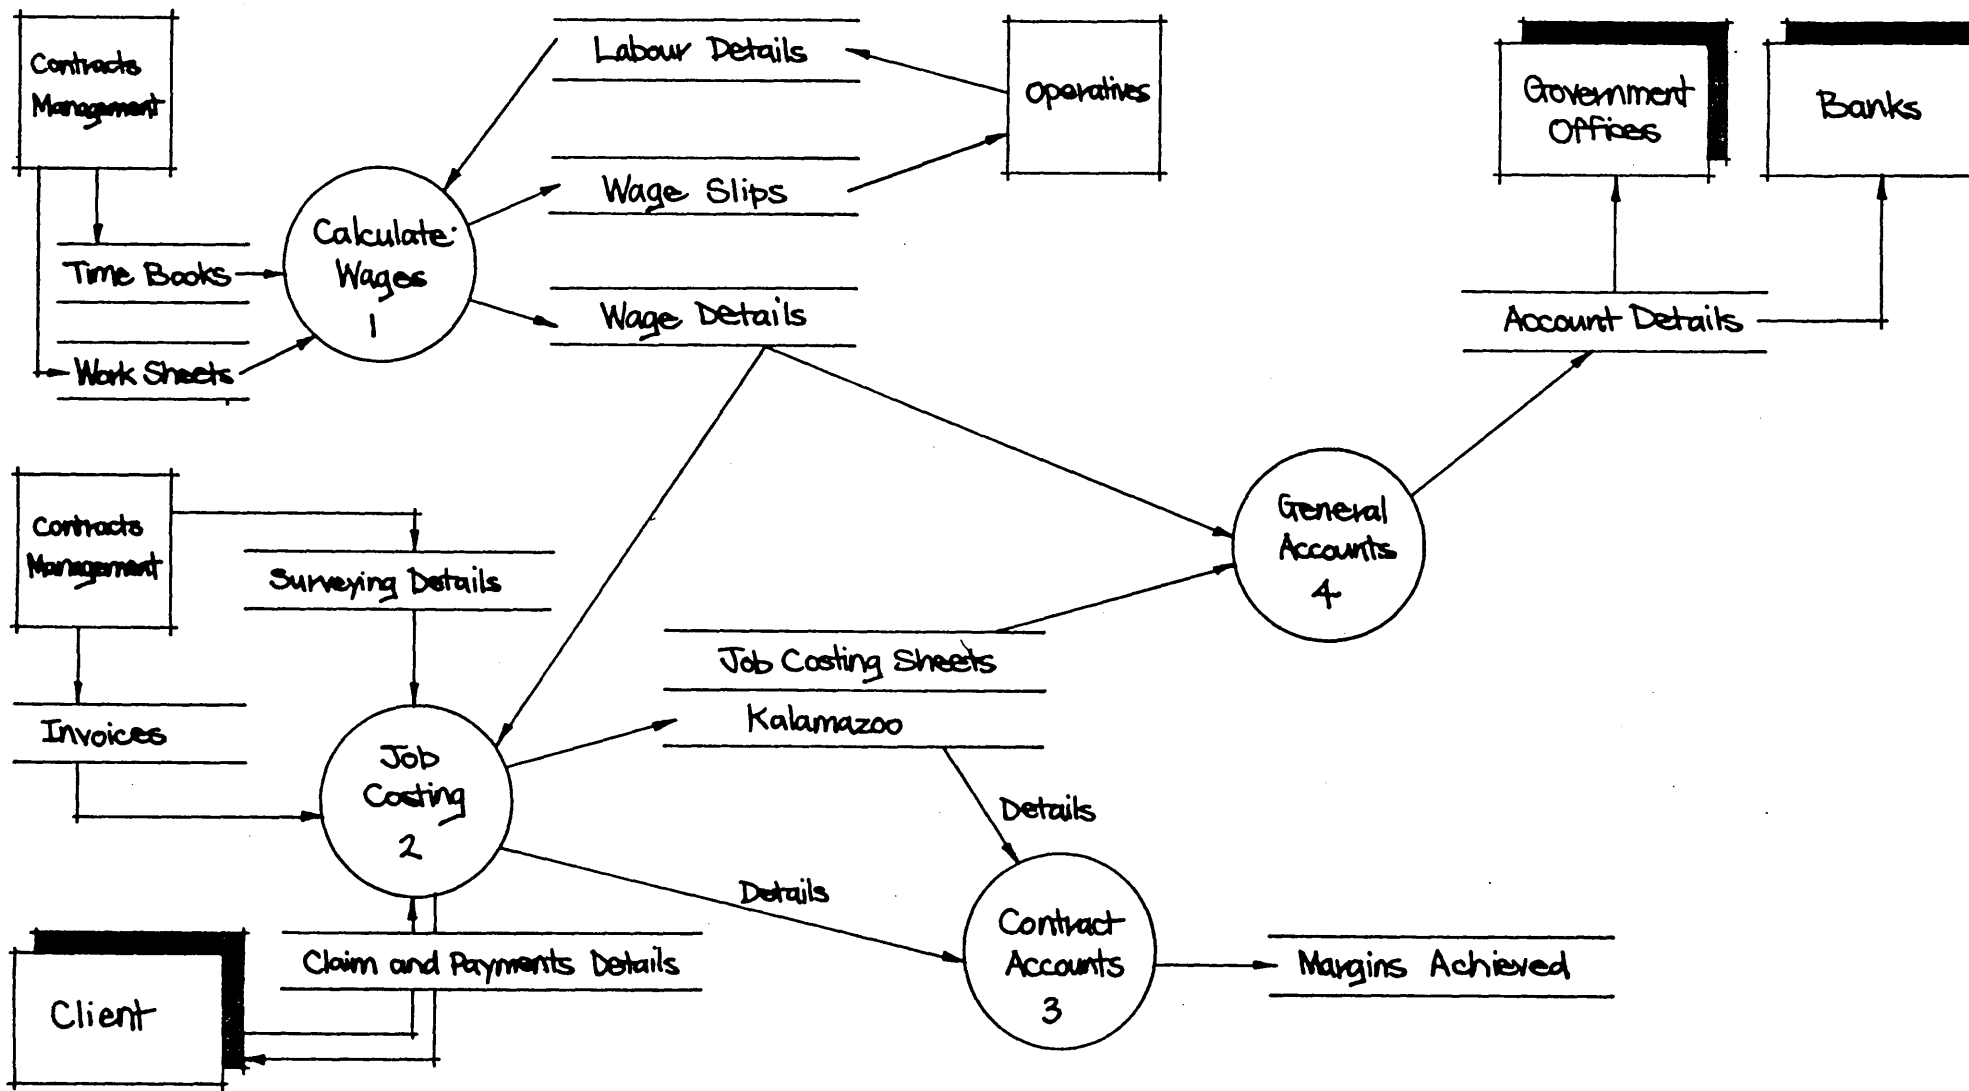 Contracts
Management
Labour Details
Operatives
Government
Offices
Banks
Wage Slips
Calculate
Wages
1
Time Books
Wage Details
Account Details
Work Sheets
Contracts
Management
Surveying Details
General
Accounts
4
Job Costing Sheets
Kalamazoo
Invoices
Job
Costing
2
Details
Details
Contract
Accounts
3
Claim and Payments Details
Margins Achieved
Client